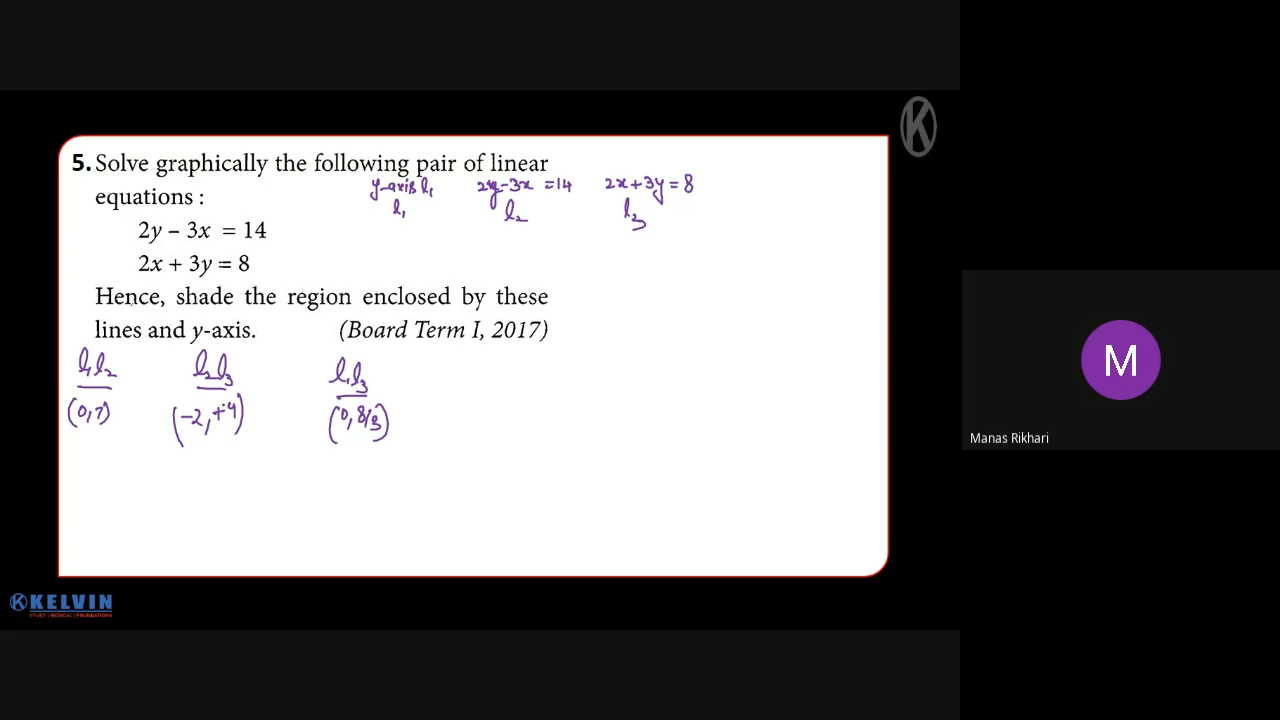 5. Solve graphically the following pair of linear
equations :
y-axis l₁ 2y-3x =14 2x+3y=8
l₁ l₂ l₃
2y – 3x = 14
2x + 3y = 8
Hence, shade the region enclosed by these
lines and y-axis. (Board Term I, 2017)
l₁l₂ l₂l₃ l₁l₃
(0,7) (-2,+4) (0,8/3)
M
Manas Rikhari
K
KELVIN